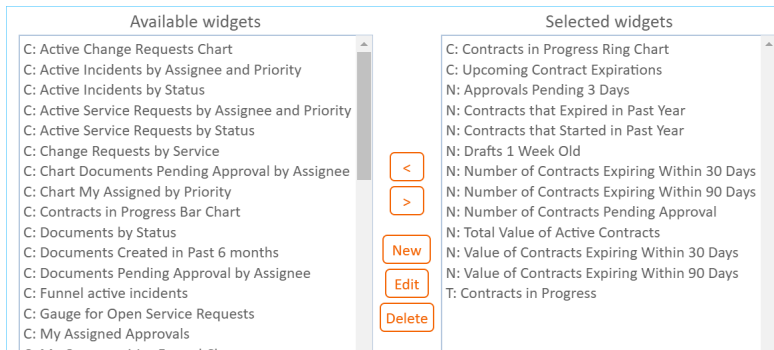 Available widgets
C: Active Change Requests Chart
C: Active Incidents by Assignee and Priority
C: Active Incidents by Status
C: Active Service Requests by Assignee and Priority
C: Active Service Requests by Status
C: Change Requests by Service
C: Chart Documents Pending Approval by Assignee
C: Chart My Assigned by Priority
C: Contracts in Progress Bar Chart
C: Documents by Status
C: Documents Created in Past 6 months
C: Documents Pending Approval by Assignee
C: Funnel active incidents
C: Gauge for Open Service Requests
C: My Assigned Approvals
<
>
New
Edit
Delete
Selected widgets
C: Contracts in Progress Ring Chart
C: Upcoming Contract Expirations
N: Approvals Pending 3 Days
N: Contracts that Expired in Past Year
N: Contracts that Started in Past Year
N: Drafts 1 Week Old
N: Number of Contracts Expiring Within 30 Days
N: Number of Contracts Expiring Within 90 Days
N: Number of Contracts Pending Approval
N: Total Value of Active Contracts
N: Value of Contracts Expiring Within 30 Days
N: Value of Contracts Expiring Within 90 Days
T: Contracts in Progress